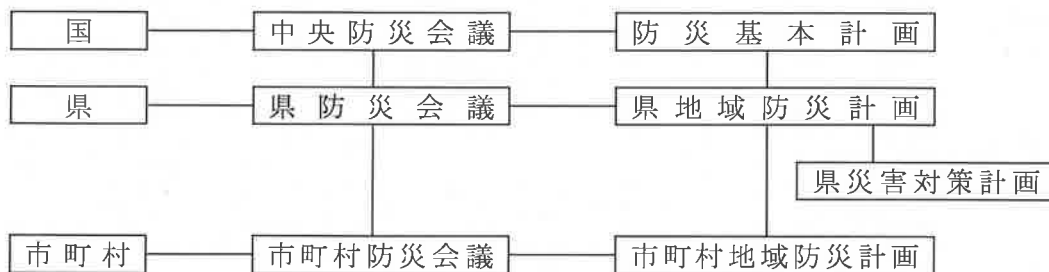 国 中央防災会議 防災基本計画
県 県防災会議 県地域防災計画
県災害対策計画
市町村 市町村防災会議 市町村地域防災計画